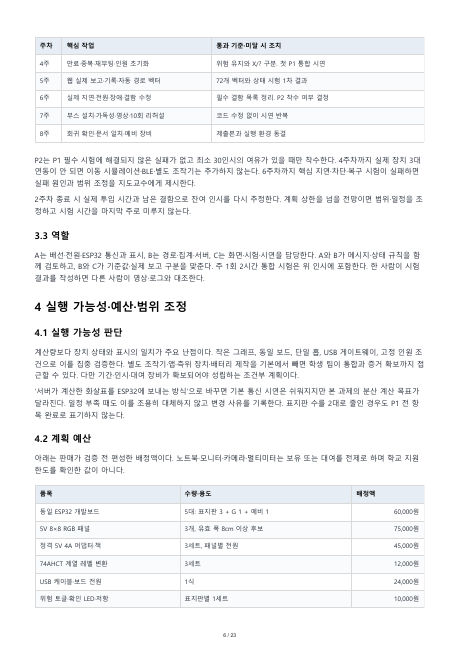 주차 핵심 작업 통과 기준·미달 시 조치
4주 만료·중복·재부팅·인원 초기화 위험 유지와 X/? 구분, 첫 P1 통합 시연
5주 웹 실제 보고·기록·자동 경로 벡터 72개 벡터와 상태 시험 1차 결과
6주 실제 지연·전원·장애·결함 수정 필수 결함 목록 정리, P2 착수 여부 결정
7주 부스 설치·가독성·영상·10회 리허설 코드 수정 없이 시연 반복
8주 회귀 확인·문서 일치·예비 장비 제출본과 실행 환경 동결
P2는 P1 필수 시험에 해결되지 않은 실패가 없고 최소 30인시의 여유가 있을 때만 착수한다. 4주차까지 실제 장치 3대
연동이 안 되면 이동 시뮬레이션·BLE·별도 조작기는 추가하지 않는다. 6주차까지 핵심 지연·차단·복구 시험이 실패하면
실패 원인과 범위 조정을 지도교수에게 제시한다.
2주차 종료 시 실제 투입 시간과 남은 결함으로 잔여 인시를 다시 추정한다. 계획 상한을 넘을 전망이면 범위·일정을 조
정하고 시험 시간을 마지막 주로 미루지 않는다.
3.3 역할
A는 배선·전원·ESP32 통신과 표시, B는 경로·집계·서버, C는 화면·시험·시연을 담당한다. A와 B가 메시지·상태 규칙을 함
께 검토하고, B와 C가 기준값·실제 보고 구분을 맞춘다. 주 1회 2시간 통합 시험은 위 인시에 포함한다. 한 사람이 시험
결과를 작성하면 다른 사람이 영상·로그와 대조한다.
4 실행 가능성·예산·범위 조정
4.1 실행 가능성 판단
계산량보다 장치 상태와 표시의 일치가 주요 난점이다. 작은 그래프, 동일 보드, 단일 홉, USB 게이트웨이, 고정 인원 조
건으로 이를 집중 검증한다. 별도 조작기·앱·측위 장치·배터리 제작을 기본에서 빼면 학생 팀이 통합과 증거 확보까지 접
근할 수 있다. 다만 기간·인시·대여 장비가 확보되어야 성립하는 조건부 계획이다.
'서버가 계산한 화살표를 ESP32에 보내는 방식'으로 바꾸면 기본 통신 시연은 쉬워지지만 본 과제의 분산 계산 목표가
달라진다. 일정 부족 때도 이를 조용히 대체하지 않고 변경 사유를 기록한다. 표지판 수를 2대로 줄인 경우도 P1 전 항
목 완료로 표기하지 않는다.
4.2 계획 예산
아래는 판매가 검증 전 편성한 배정액이다. 노트북·모니터·카메라·멀티미터는 보유 또는 대여를 전제로 하며 학교 지원
한도를 확인한 값이 아니다.
품목 수량·용도 배정액
동일 ESP32 개발보드 5대: 표지판 3 + G 1 + 예비 1 60,000원
5V 8×8 RGB 패널 3개, 유효 폭 8cm 이상 후보 75,000원
정격 5V 4A 어댑터·잭 3세트, 패널별 전원 45,000원
74AHCT 계열 레벨 변환 3세트 12,000원
USB 케이블·보드 전원 1식 24,000원
위험 토글·확인 LED·저항 표지판별 1세트 10,000원
6 / 23